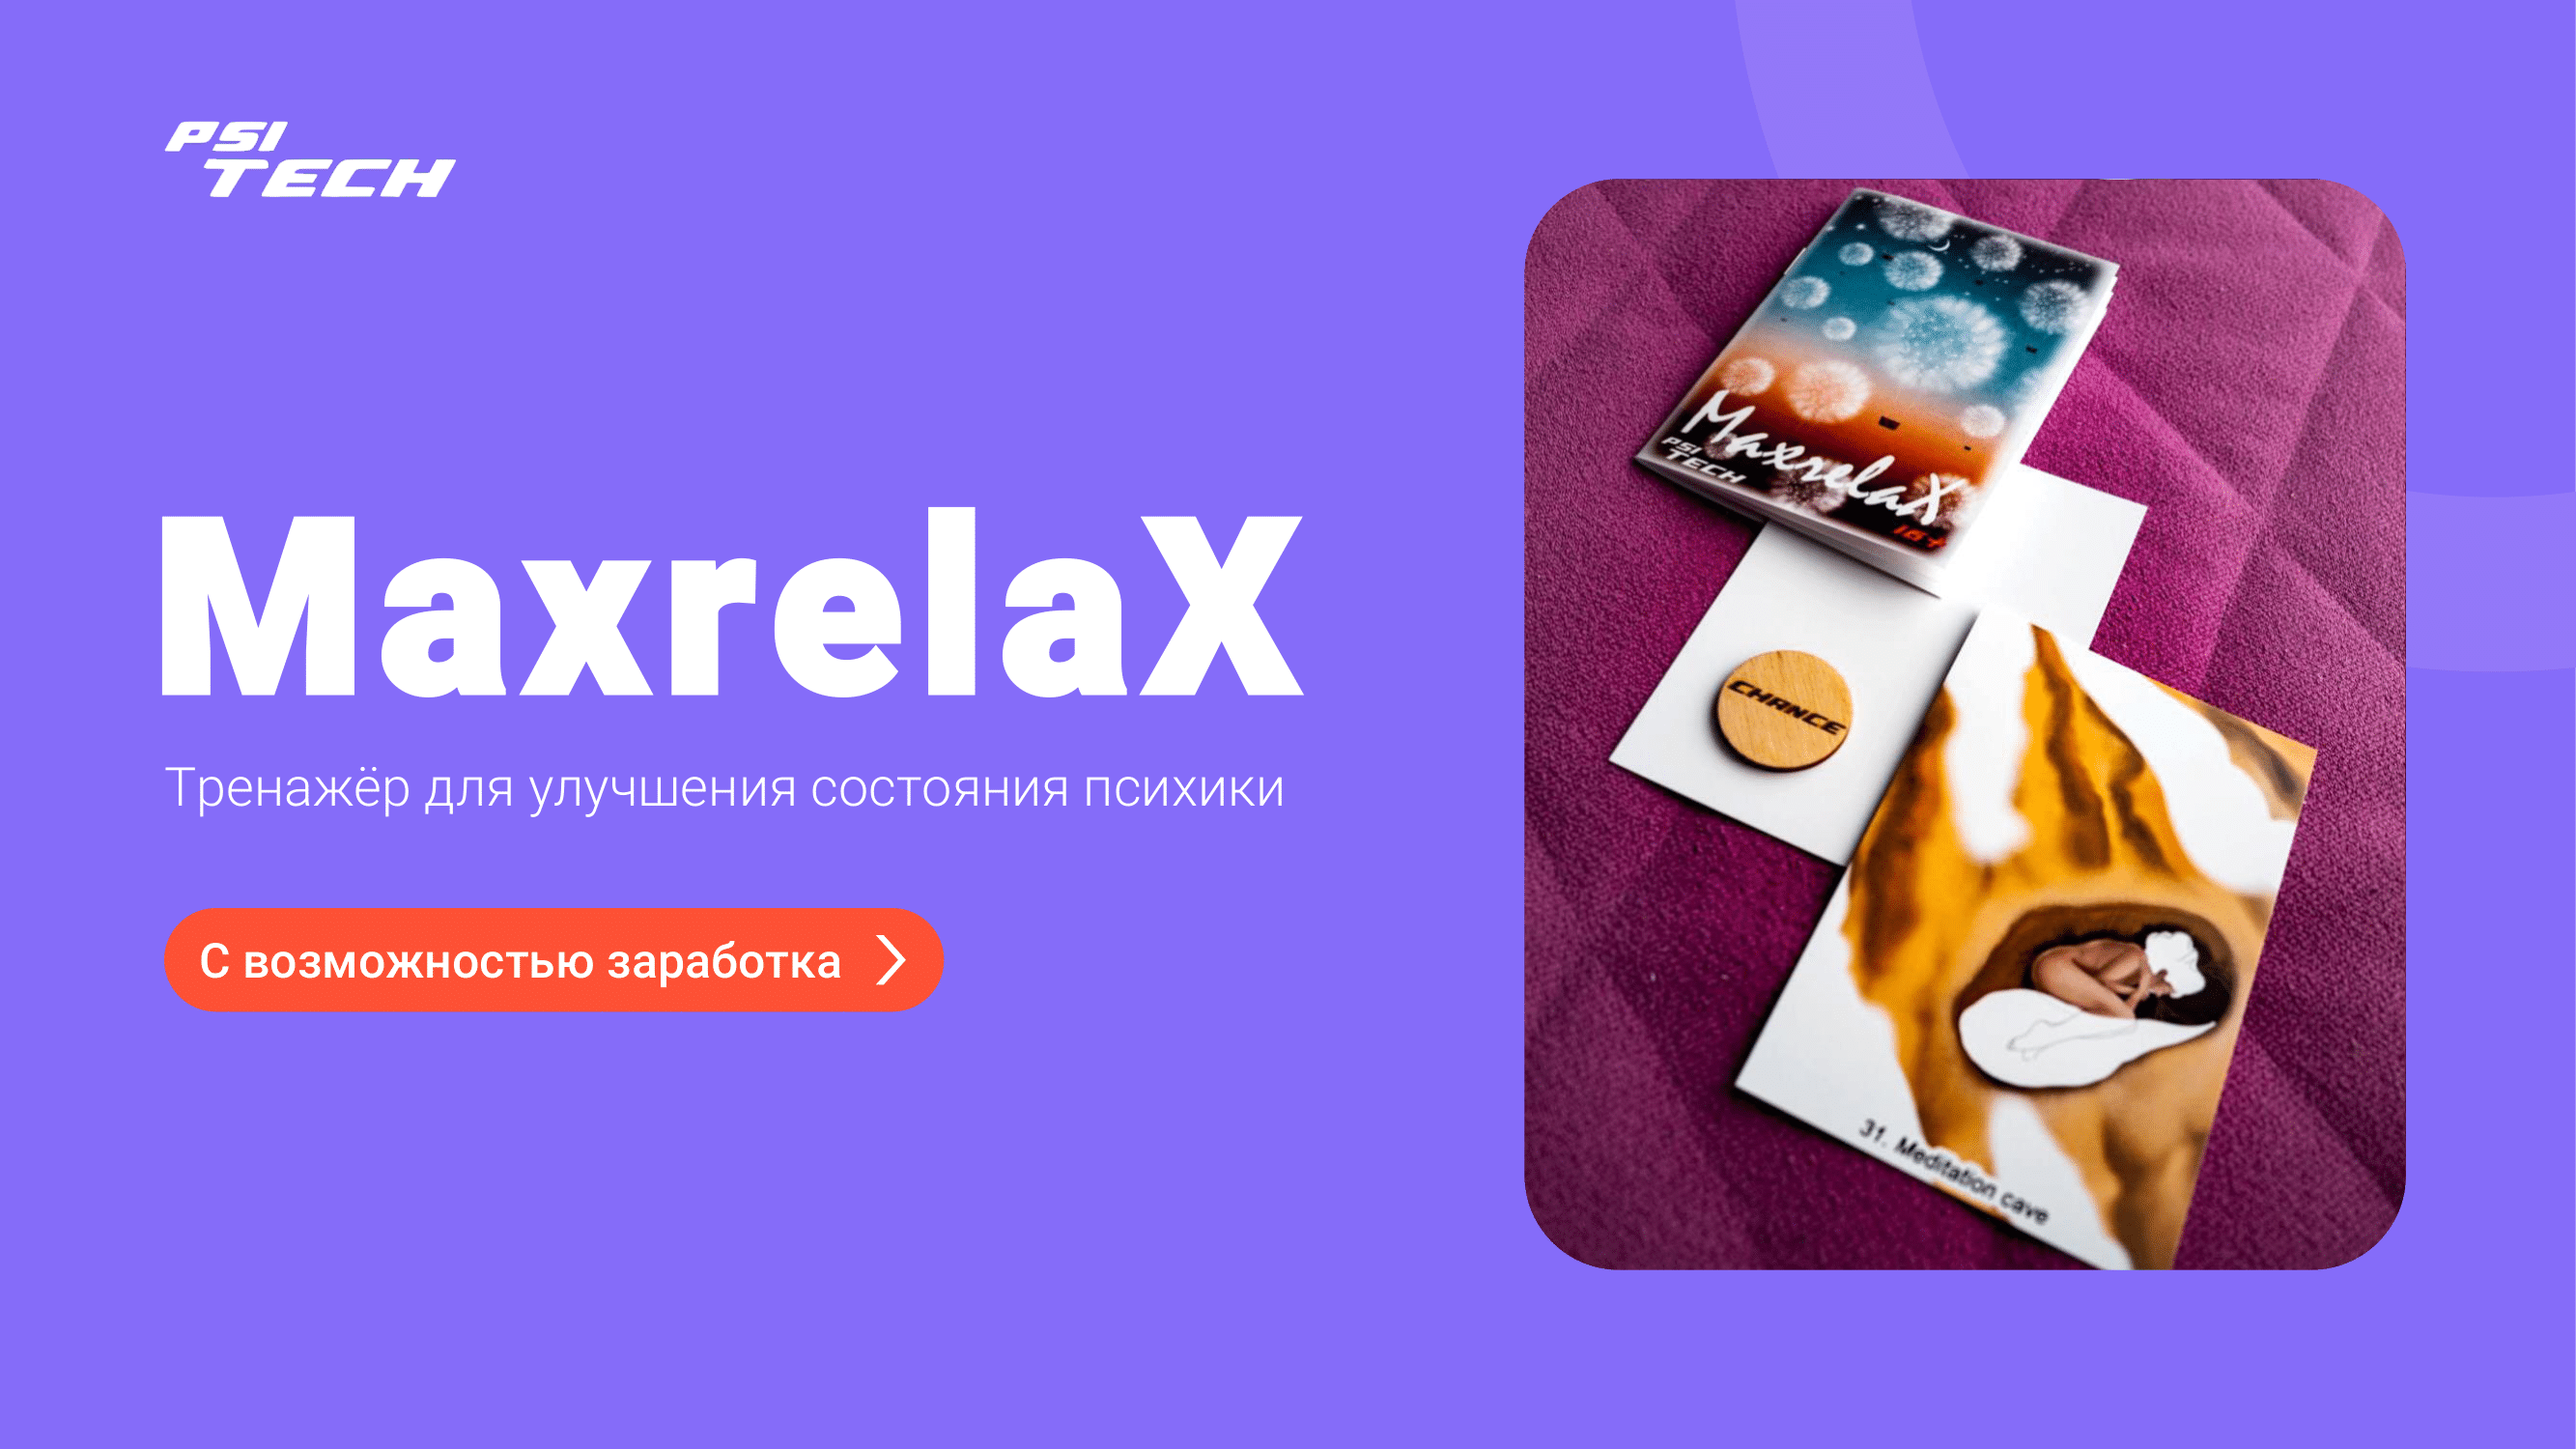 PSI
TECH
MaxrelaX
Тренажёр для улучшения состояния психики
С возможностью заработка
MaxrelaX
PSI
TECH
16+
CHANCE
31. Meditation cave